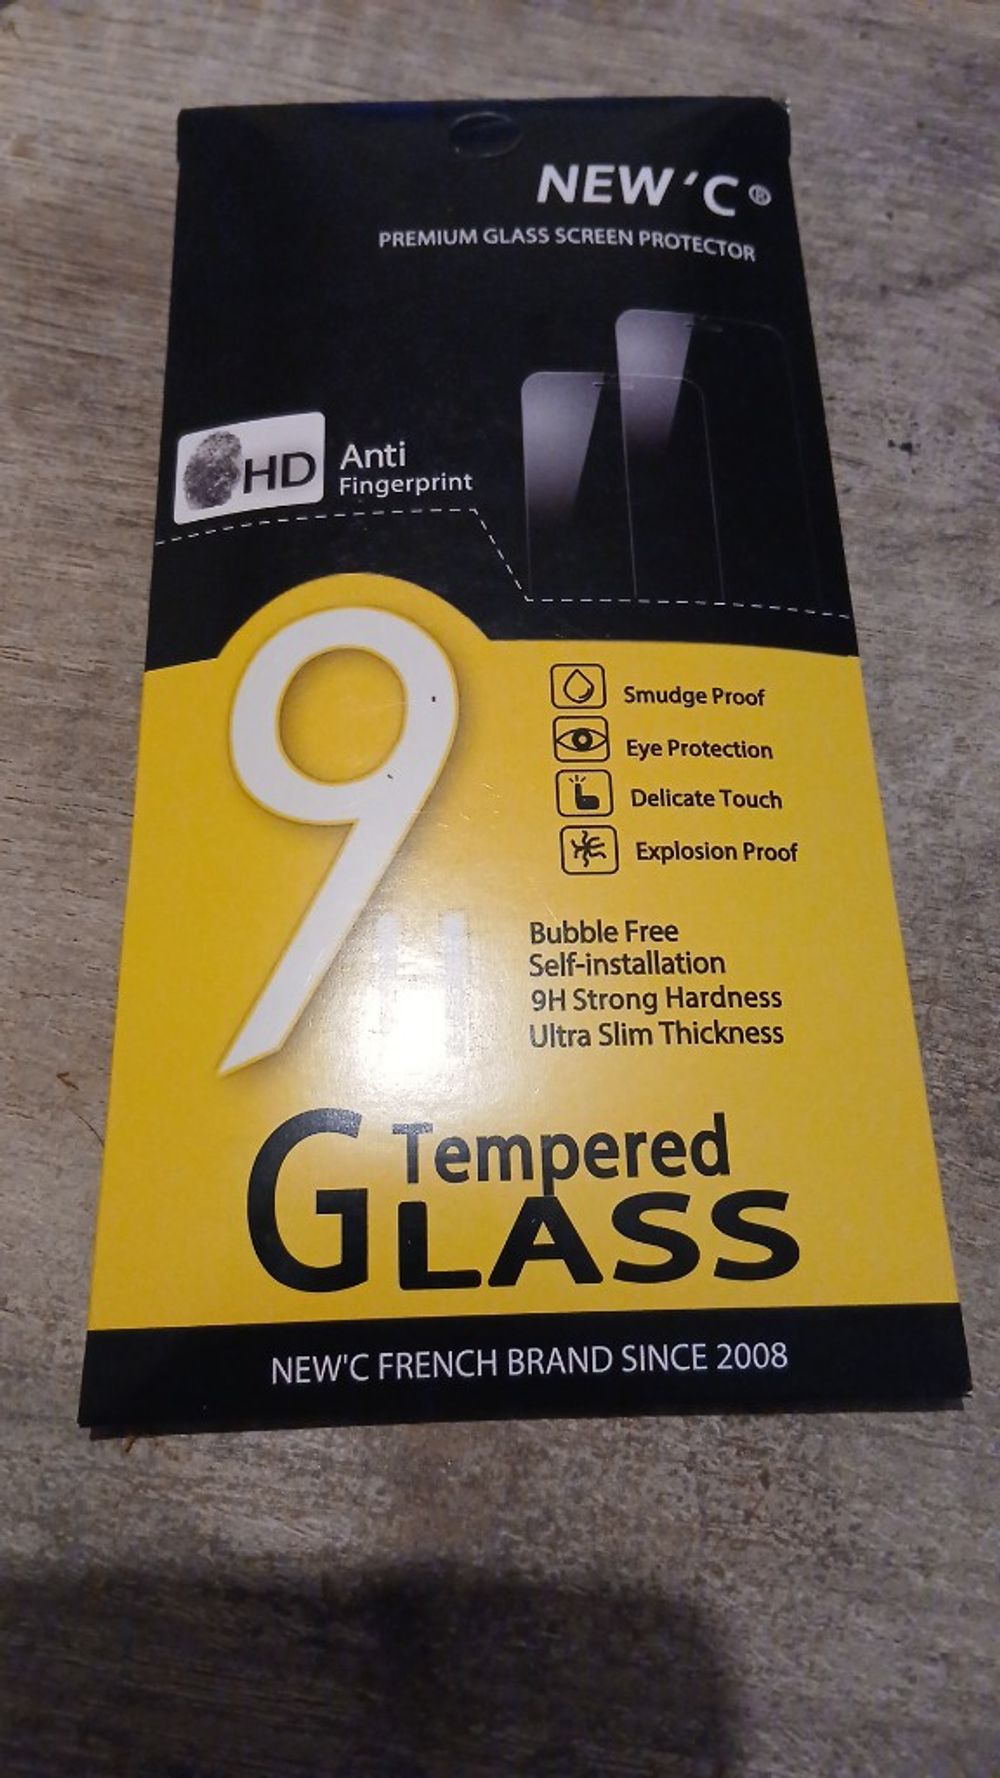 NEW'C®
PREMIUM GLASS SCREEN PROTECTOR
HD
Anti
Fingerprint
9H
Smudge Proof
Eye Protection
Delicate Touch
Explosion Proof
Bubble Free
Self-installation
9H Strong Hardness
Ultra Slim Thickness
Tempered
GLASS
NEW'C FRENCH BRAND SINCE 2008